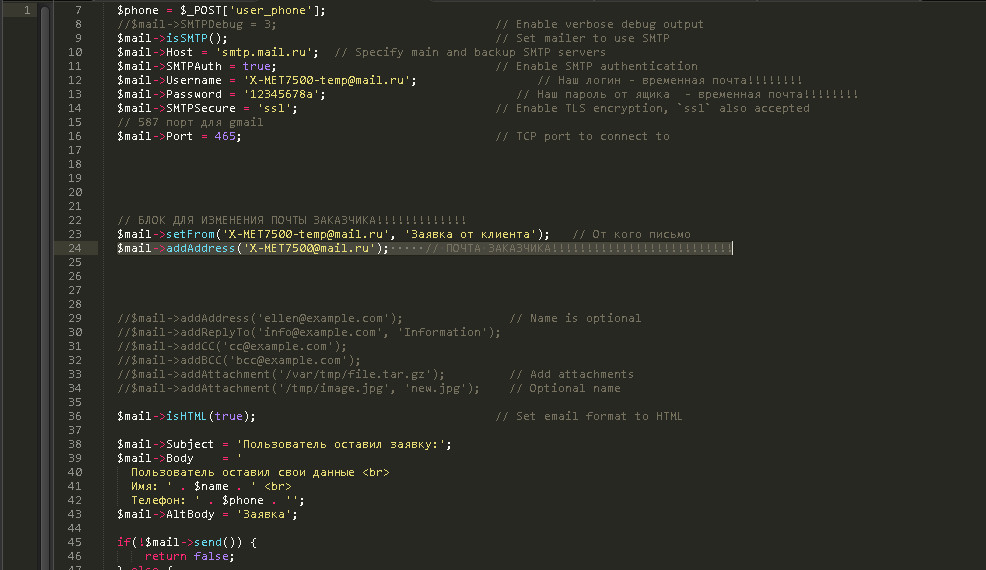 1
7 $phone = $_POST['user_phone'];
8 //$mail->SMTPDebug = 3; // Enable verbose debug output
9 $mail->isSMTP(); // Set mailer to use SMTP
10 $mail->Host = 'smtp.mail.ru'; // Specify main and backup SMTP servers
11 $mail->SMTPAuth = true; // Enable SMTP authentication
12 $mail->Username = 'X-MET7500-temp@mail.ru'; // Наш логин - временная почта!!!!!!!!
13 $mail->Password = '12345678a'; // Наш пароль от ящика - временная почта!!!!!!!!
14 $mail->SMTPSecure = 'ssl'; // Enable TLS encryption, `ssl` also accepted
15 // 587 порт для gmail
16 $mail->Port = 465; // TCP port to connect to
17
18
19
20
21
22 // БЛОК ДЛЯ ИЗМЕНЕНИЯ ПОЧТЫ ЗАКАЗЧИКА!!!!!!!!!!!!!
23 $mail->setFrom('X-MET7500-temp@mail.ru', 'Заявка от клиента'); // От кого письмо
24 $mail->addAddress('X-MET7500@mail.ru'); // ПОЧТА ЗАКАЗЧИКА!!!!!!!!!!!!!!!!!!!!!!!!!!
25
26
27
28
29 //$mail->addAddress('ellen@example.com'); // Name is optional
30 //$mail->addReplyTo('info@example.com', 'Information');
31 //$mail->addCC('cc@example.com');
32 //$mail->addBCC('bcc@example.com');
33 //$mail->addAttachment('/var/tmp/file.tar.gz'); // Add attachments
34 //$mail->addAttachment('/tmp/image.jpg', 'new.jpg'); // Optional name
35
36 $mail->isHTML(true); // Set email format to HTML
37
38 $mail->Subject = 'Пользователь оставил заявку:';
39 $mail->Body = '
40 Пользователь оставил свои данные <br>
41 Имя: ' . $name . ' <br>
42 Телефон: ' . $phone . '';
43 $mail->AltBody = 'Заявка';
44
45 if(!$mail->send()) {
46 return false;
47 } else {